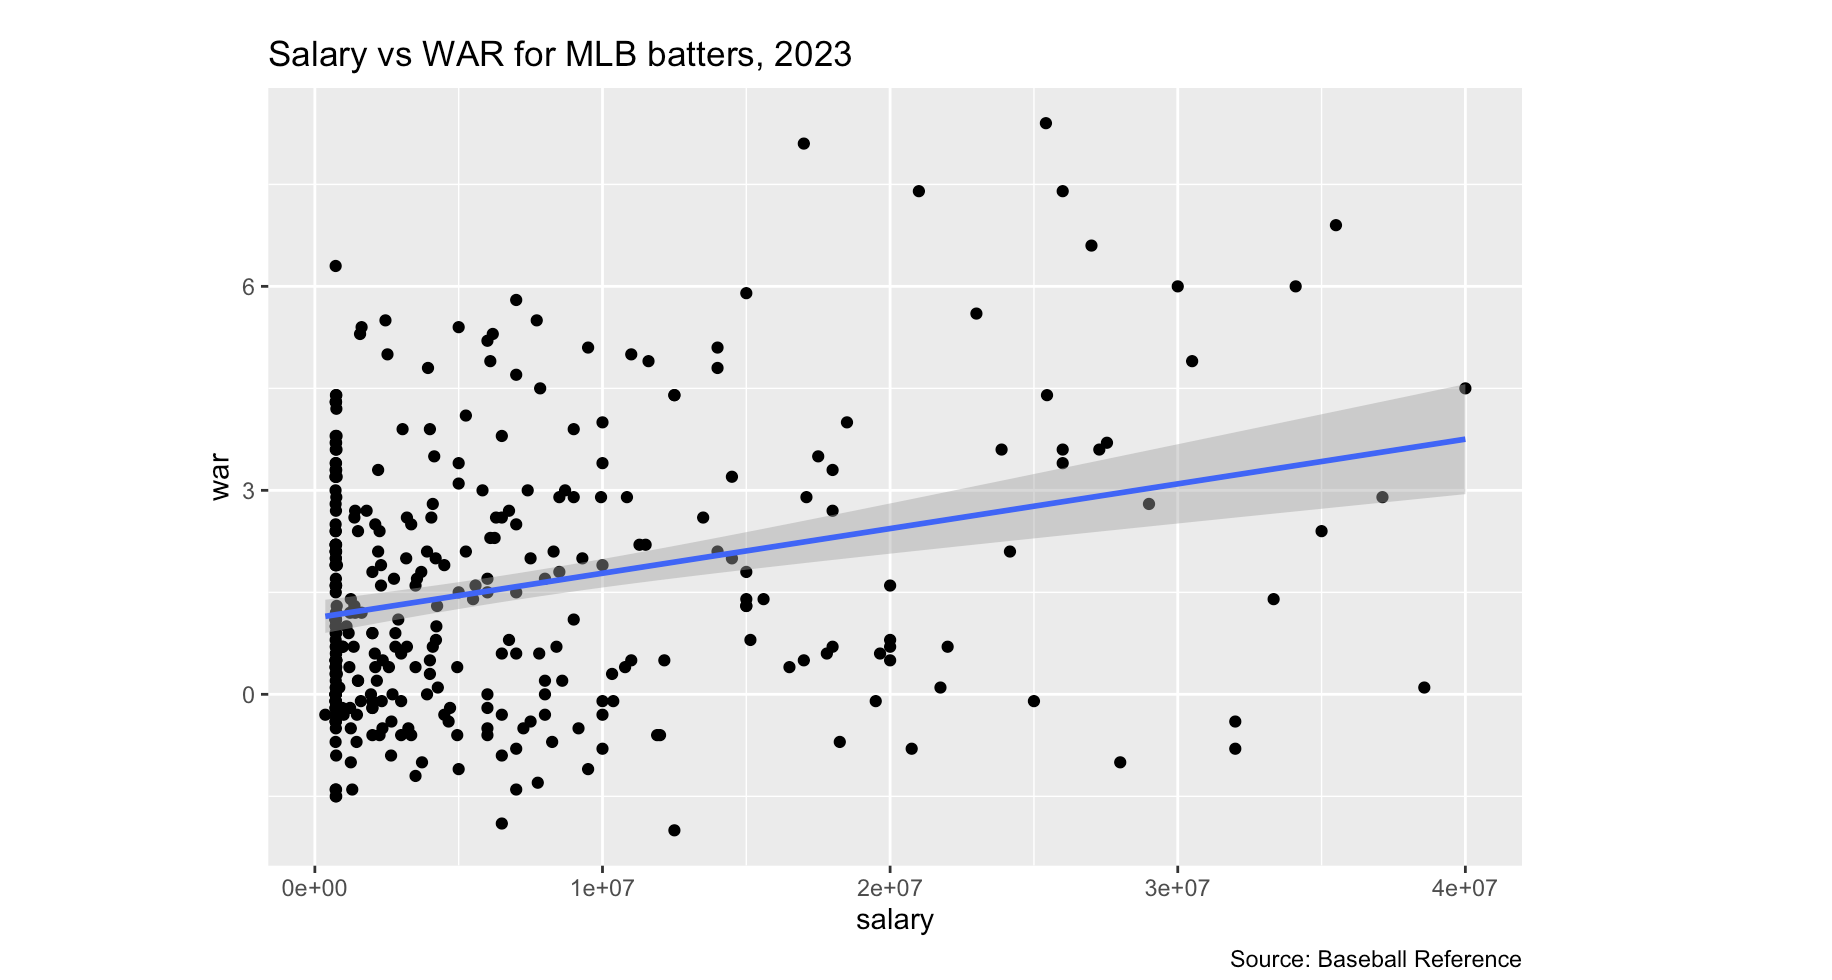 Salary vs WAR for MLB batters, 2023
war
6
3
0
0e+00 1e+07 2e+07 3e+07 4e+07
salary
Source: Baseball Reference